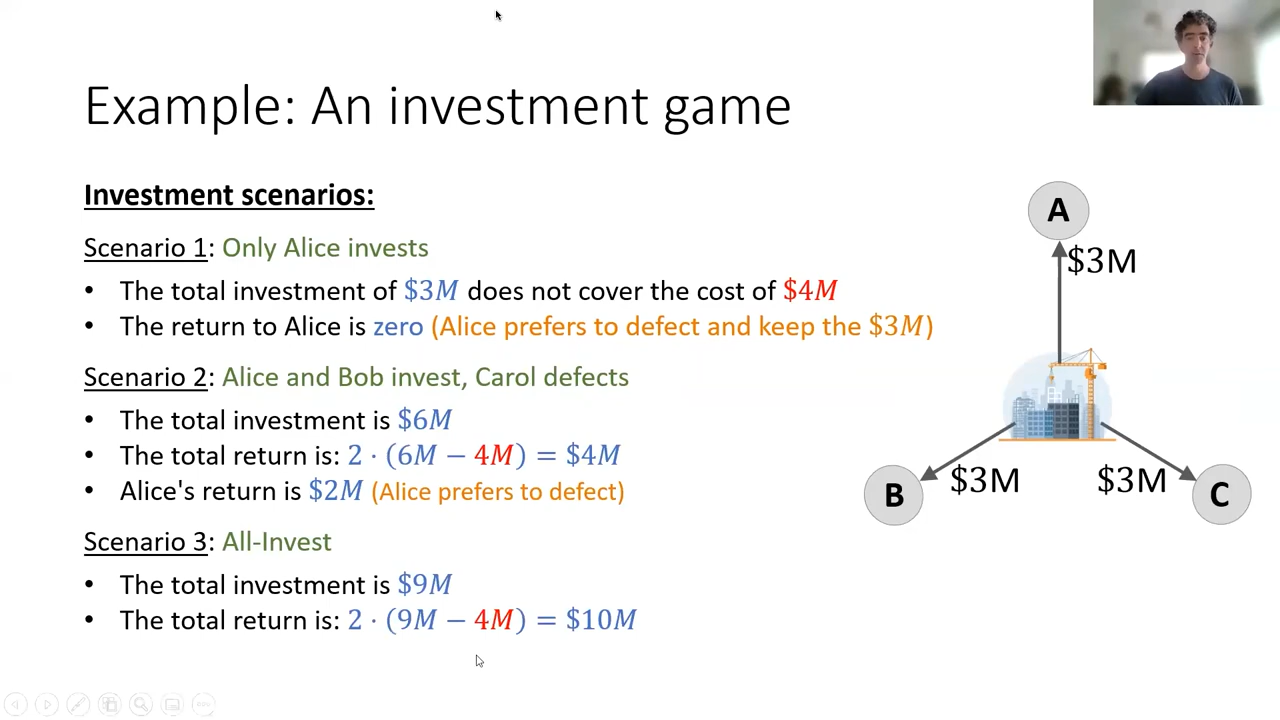 Example: An investment game
Investment scenarios:
Scenario 1: Only Alice invests
• The total investment of $3M does not cover the cost of $4M
• The return to Alice is zero (Alice prefers to defect and keep the $3M)
Scenario 2: Alice and Bob invest, Carol defects
• The total investment is $6M
• The total return is: 2 · (6M − 4M) = $4M
• Alice's return is $2M (Alice prefers to defect)
Scenario 3: All-Invest
• The total investment is $9M
• The total return is: 2 · (9M − 4M) = $10M
A
$3M
B
$3M
$3M
C